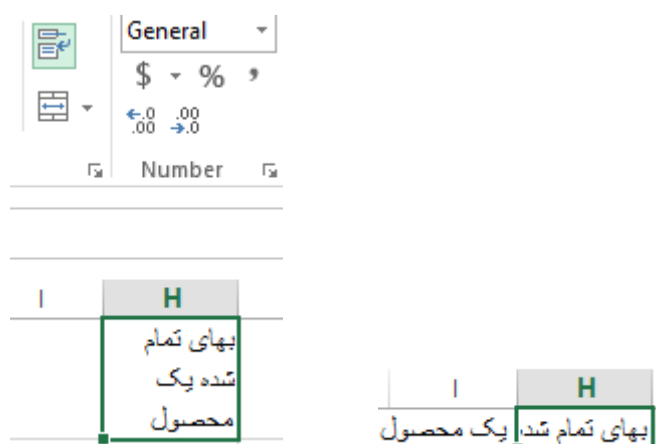 General
$ % ,
←.0 .00
.00 →.0
Number
I H
بهای تمام
شده یک
محصول
I H
بهای تمام شده یک محصول